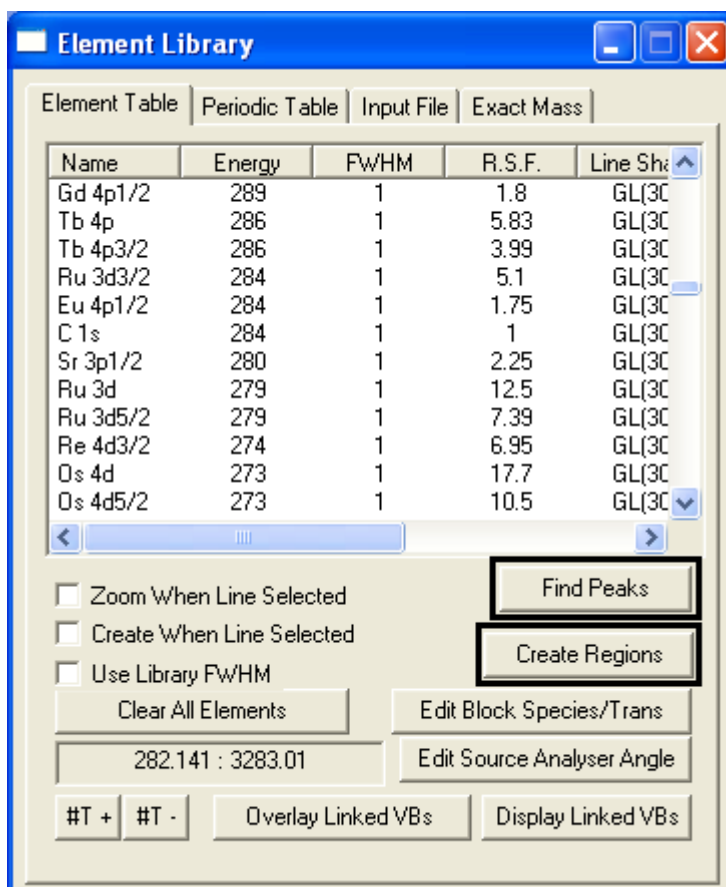 Element Library
Element Table Periodic Table Input File Exact Mass
Name Energy FWHM R.S.F. Line Sha
Gd 4p1/2 289 1 1.8 GL(30
Tb 4p 286 1 5.83 GL(30
Tb 4p3/2 286 1 3.99 GL(30
Ru 3d3/2 284 1 5.1 GL(30
Eu 4p1/2 284 1 1.75 GL(30
C 1s 284 1 1 GL(30
Sr 3p1/2 280 1 2.25 GL(30
Ru 3d 279 1 12.5 GL(30
Ru 3d5/2 279 1 7.39 GL(30
Re 4d3/2 274 1 6.95 GL(30
Os 4d 273 1 17.7 GL(30
Os 4d5/2 273 1 10.5 GL(30
Zoom When Line Selected
Find Peaks
Create When Line Selected
Create Regions
Use Library FWHM
Clear All Elements Edit Block Species/Trans
282.141 : 3283.01 Edit Source Analyser Angle
#T + #T - Overlay Linked VBs Display Linked VBs